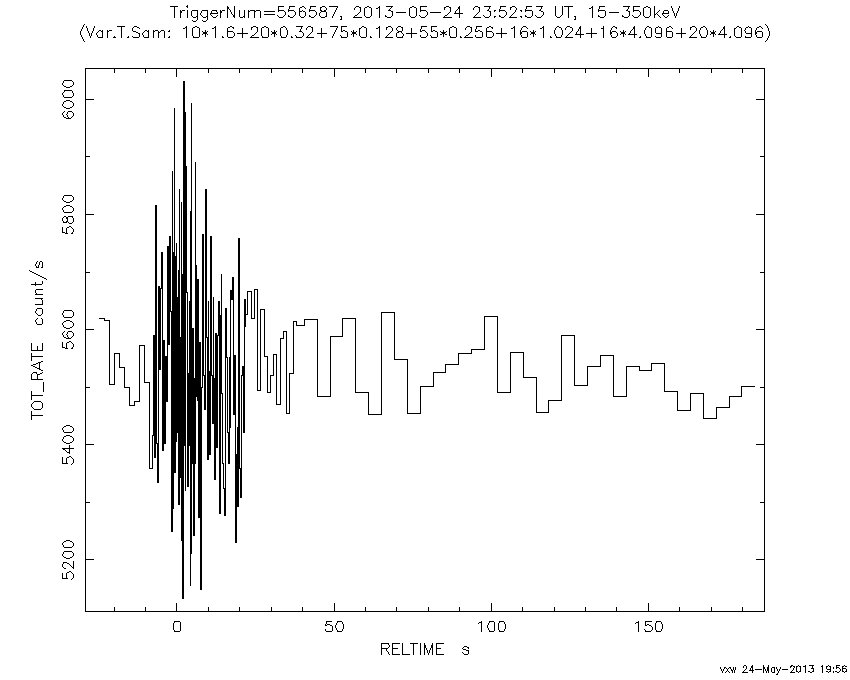 TriggerNum=556587, 2013-05-24 23:52:53 UT, 15-350keV
(Var.T.Sam: 10*1.6+20*0.32+75*0.128+55*0.256+16*1.024+16*4.096+20*4.096)
6000
5800
5600
5400
5200
TOT_RATE count/s
0 50 100 150
RELTIME s
vxw 24-May-2013 19:56